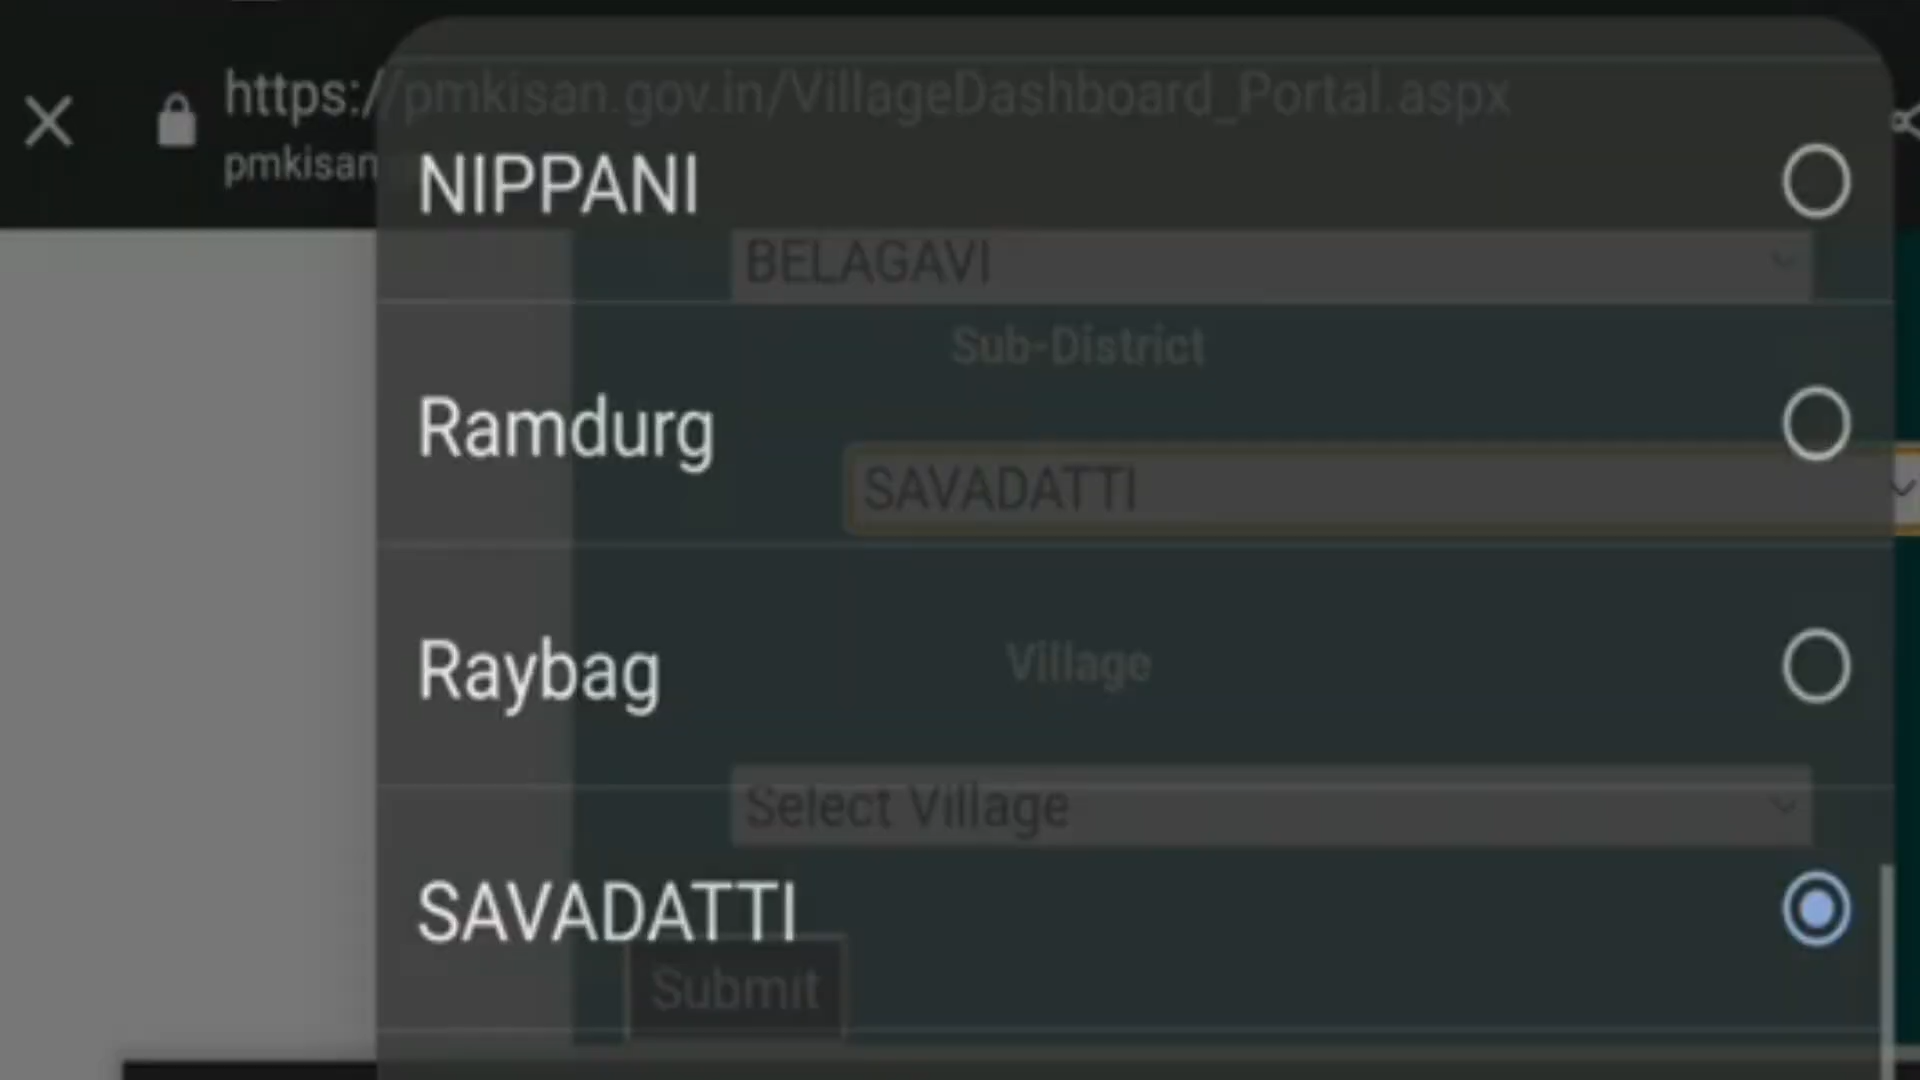 https://pmkisan.gov.in/VillageDashboard_Portal.aspx
pmkisan
NIPPANI
BELAGAVI
Sub-District
Ramdurg
SAVADATTI
Raybag
Village
Select Village
SAVADATTI
Submit